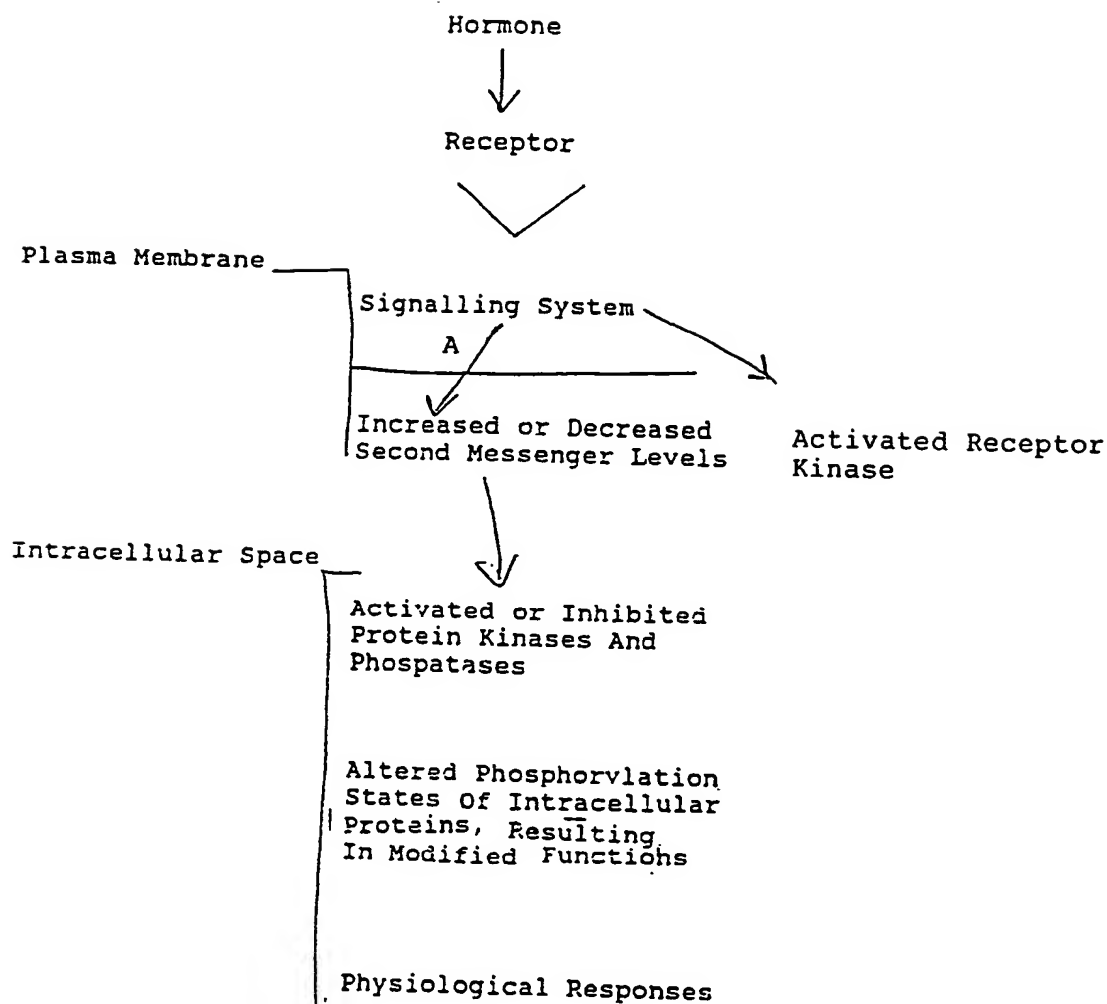 Hormone
Receptor
Plasma Membrane
Signalling System
A
Increased or Decreased
Second Messenger Levels
Activated Receptor
Kinase
Intracellular Space
Activated or Inhibited
Protein Kinases And
Phospatases
Altered Phosphorylation
States Of Intracellular
Proteins, Resulting
In Modified Functions
Physiological Responses